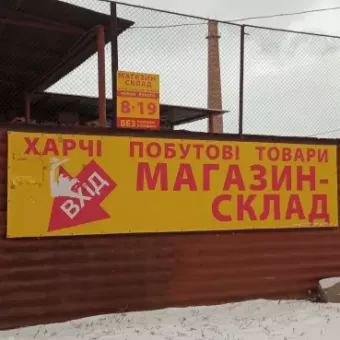 МАГАЗИН-
СКЛАД
8-19
БЕЗ
ХАРЧІ ПОБУТОВІ ТОВАРИ
ВХІД
МАГАЗИН-
СКЛАД